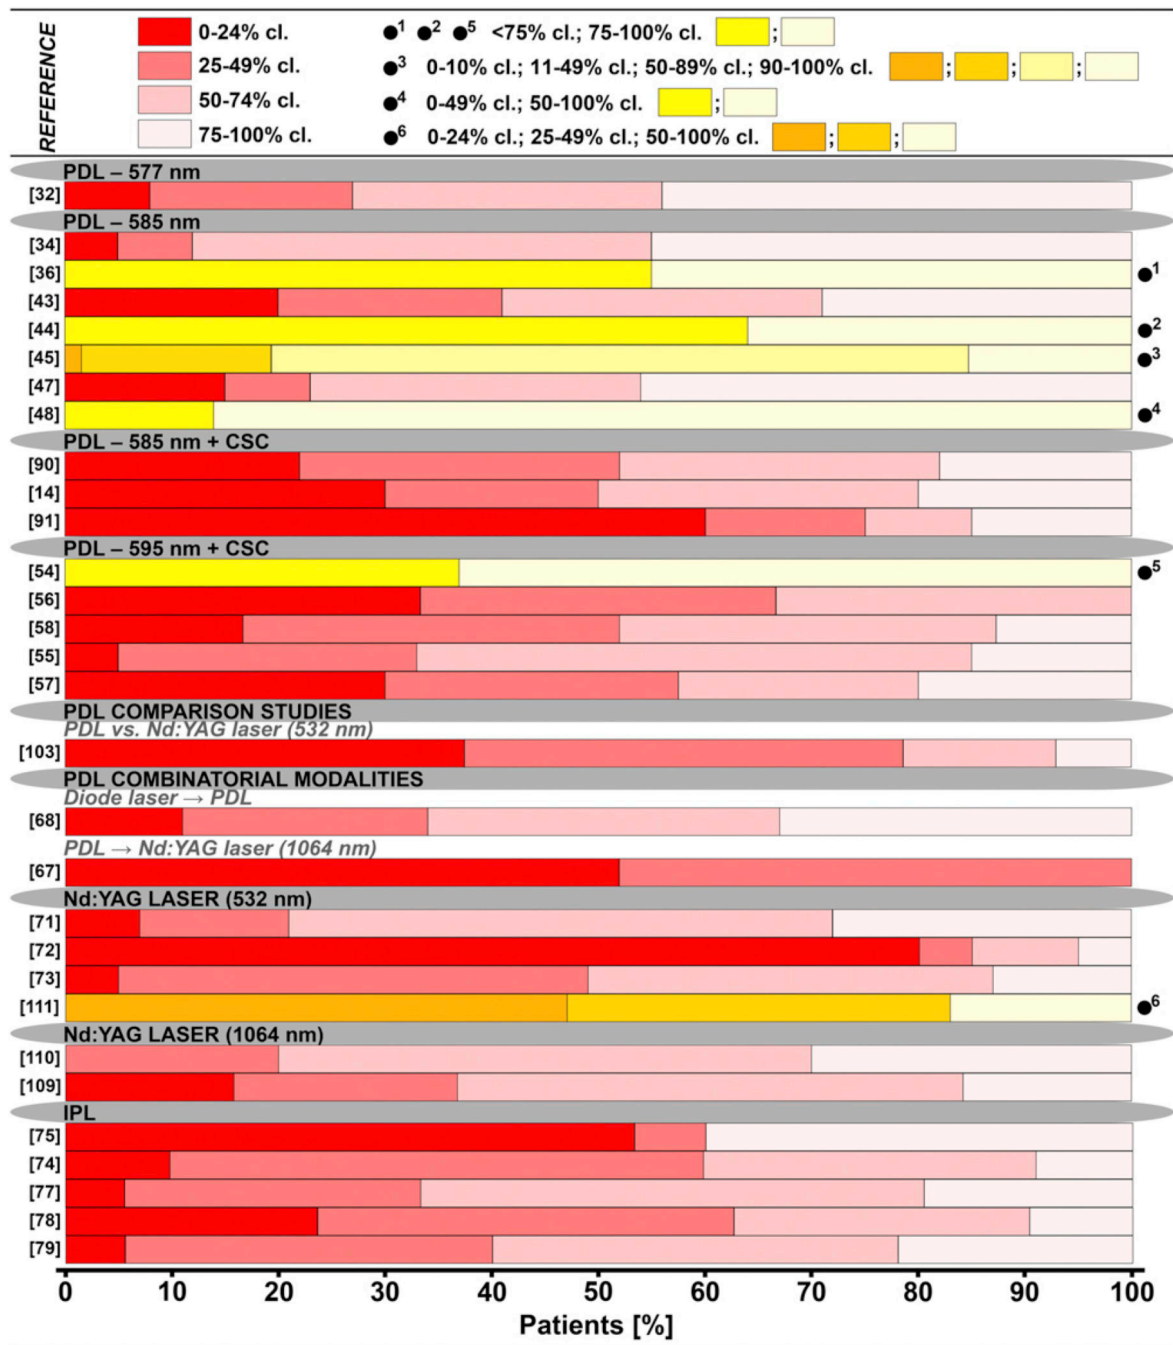 REFERENCE
0-24% cl.
25-49% cl.
50-74% cl.
75-100% cl.
●1 ●2 ●5 <75% cl.; 75-100% cl. ;
●3 0-10% cl.; 11-49% cl.; 50-89% cl.; 90-100% cl. ; ; ;
●4 0-49% cl.; 50-100% cl. ;
●6 0-24% cl.; 25-49% cl.; 50-100% cl. ; ;
PDL – 577 nm
[32]
PDL – 585 nm
[34]
[36] ●1
[43]
[44] ●2
[45] ●3
[47]
[48] ●4
PDL – 585 nm + CSC
[90]
[14]
[91]
PDL – 595 nm + CSC
[54] ●5
[56]
[58]
[55]
[57]
PDL COMPARISON STUDIES
PDL vs. Nd:YAG laser (532 nm)
[103]
PDL COMBINATORIAL MODALITIES
Diode laser → PDL
[68]
PDL → Nd:YAG laser (1064 nm)
[67]
Nd:YAG LASER (532 nm)
[71]
[72]
[73]
[111] ●6
Nd:YAG LASER (1064 nm)
[110]
[109]
IPL
[75]
[74]
[77]
[78]
[79]
0 10 20 30 40 50 60 70 80 90 100
Patients [%]